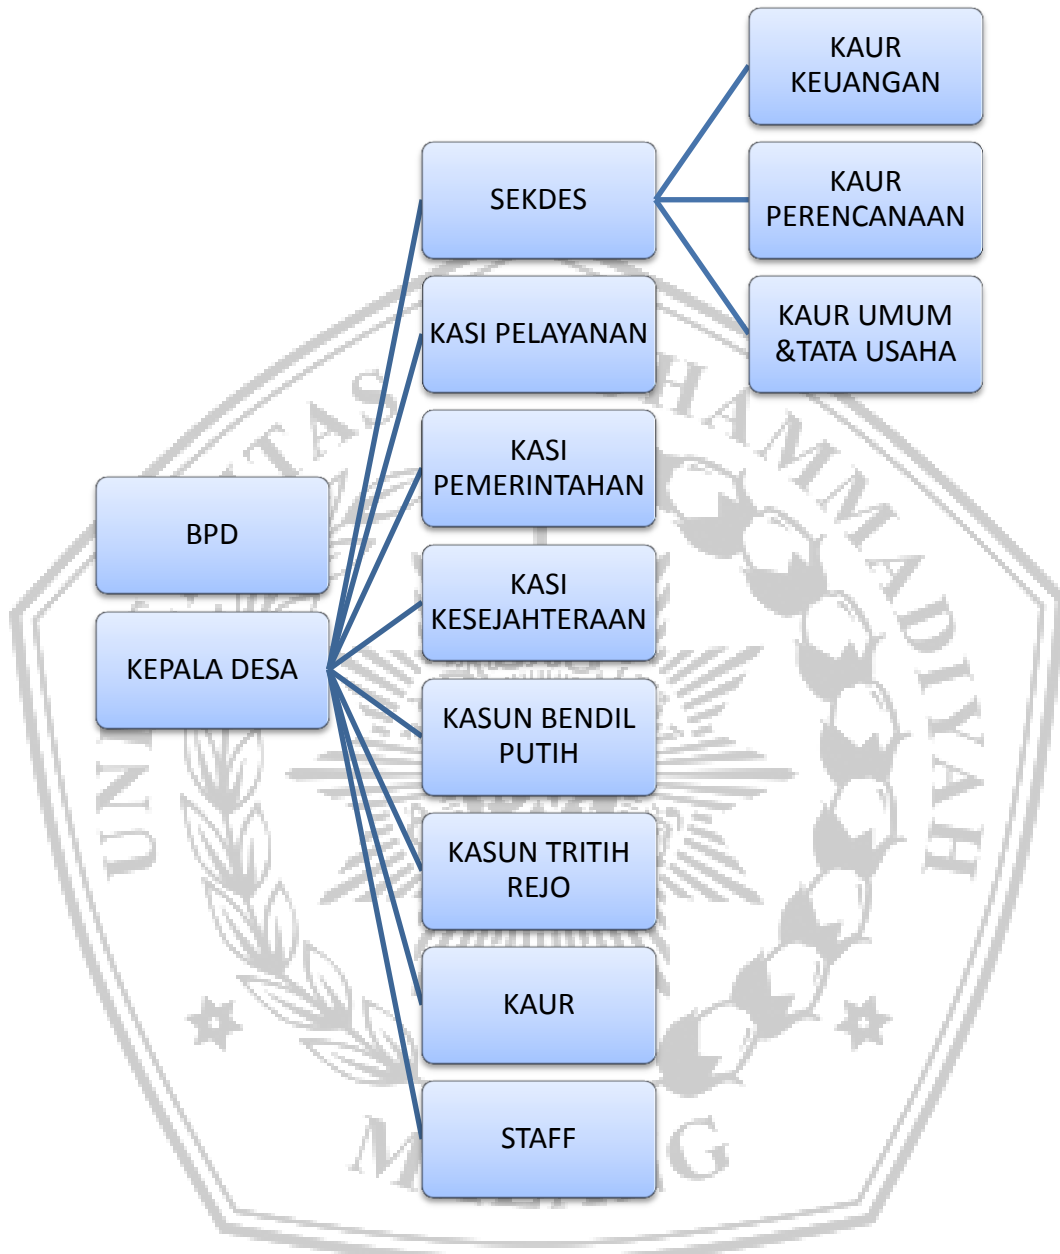 KAUR
KEUANGAN
SEKDES
KAUR
PERENCANAAN
KASI PELAYANAN
KAUR UMUM
&TATA USAHA
KASI
PEMERINTAHAN
BPD
KASI
KESEJAHTERAAN
KEPALA DESA
KASUN BENDIL
PUTIH
KASUN TRITIH
REJO
KAUR
STAFF